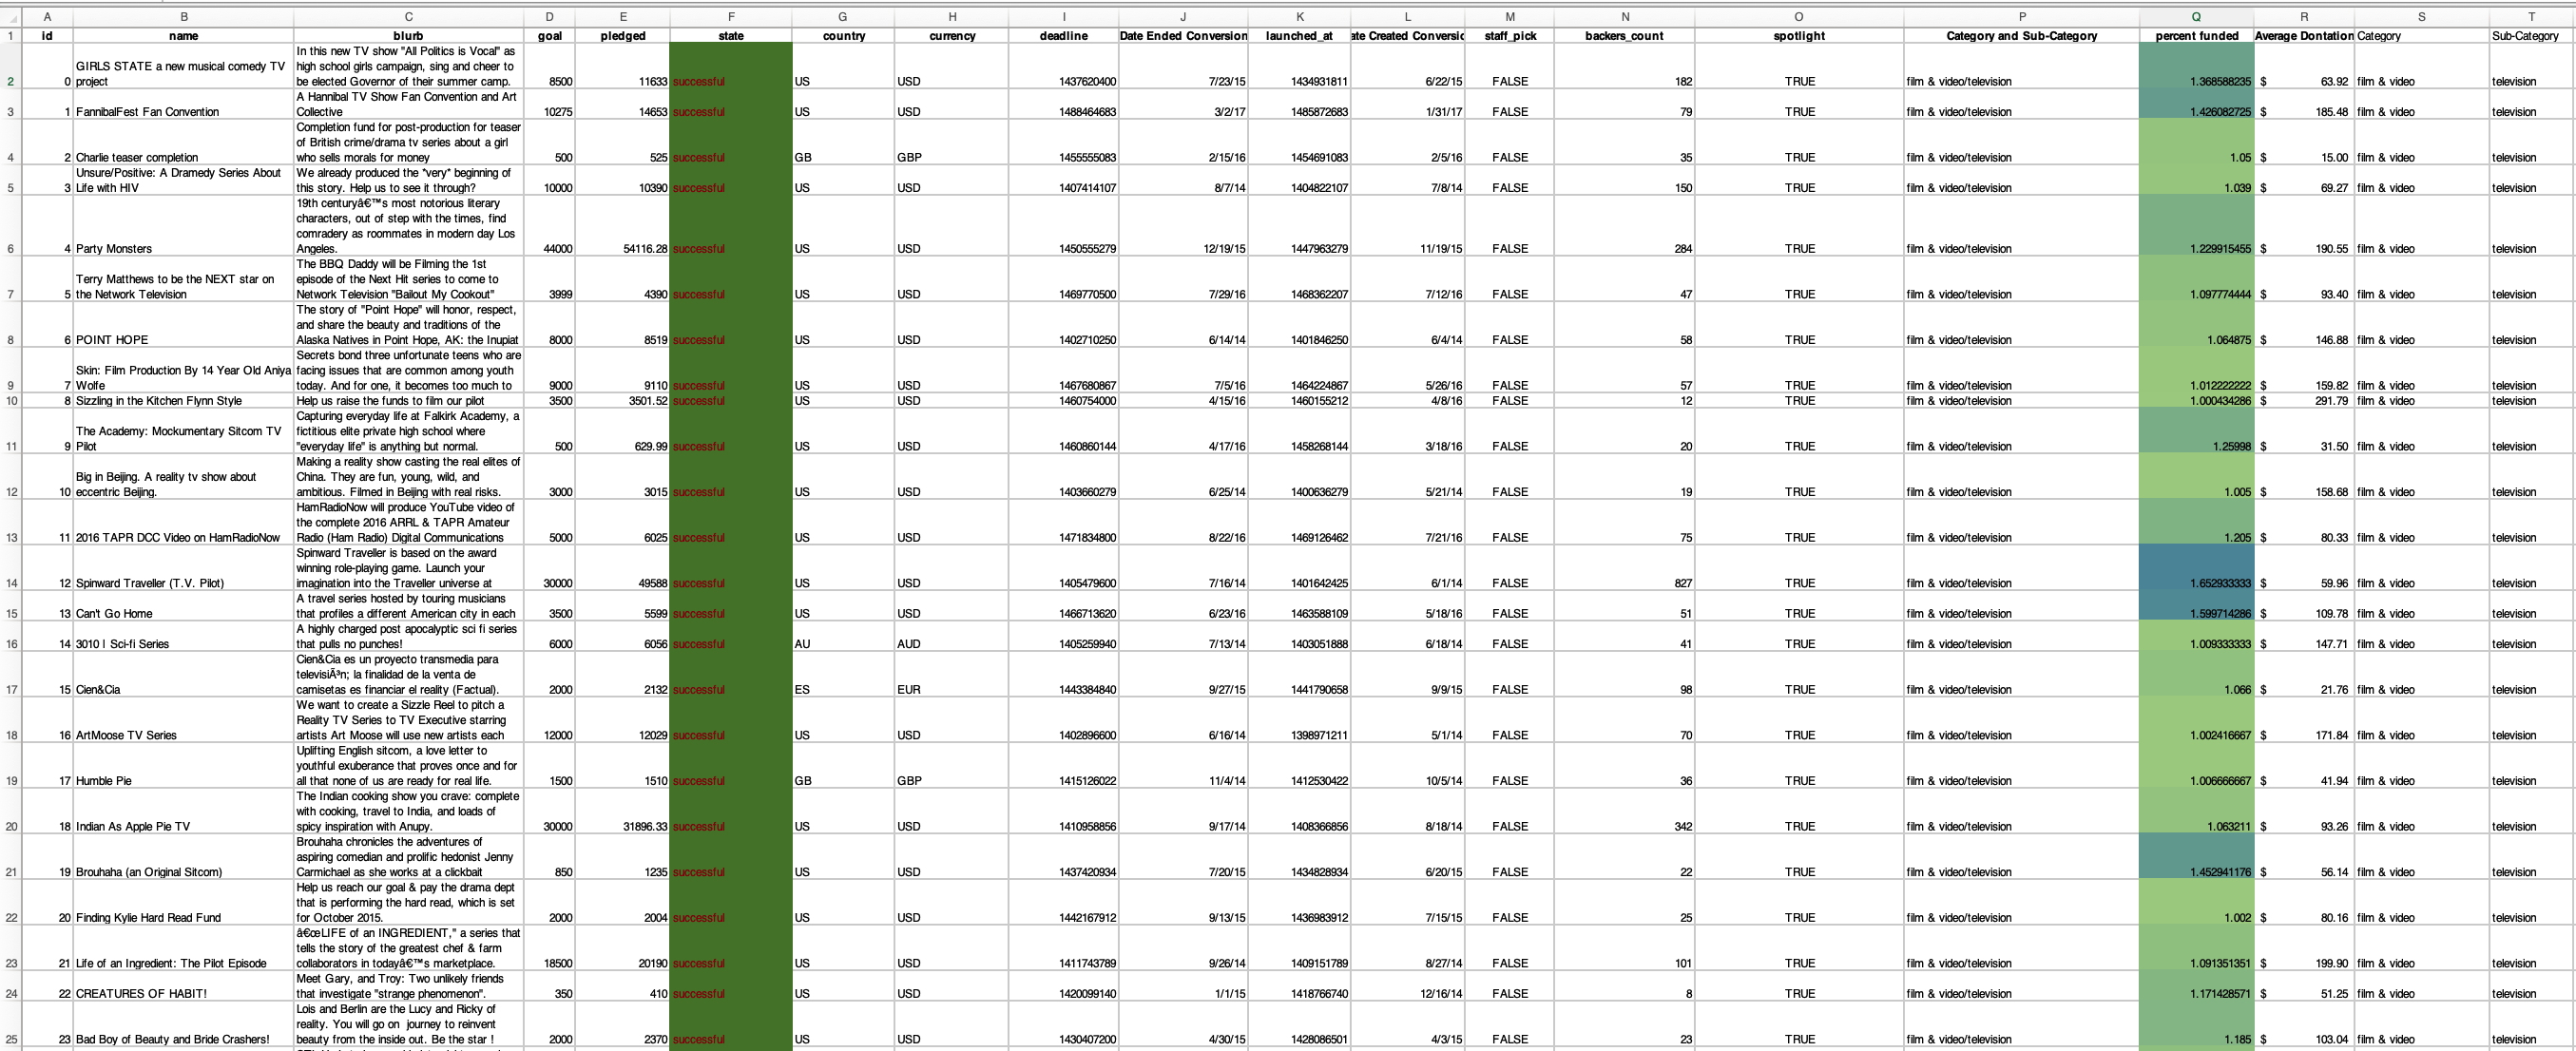 A B C D E F G H I J K L M N O P Q R S T
1 id name blurb goal pledged state country currency deadline Date Ended Conversion launched_at ate Created Conversic staff_pick backers_count spotlight Category and Sub-Category percent funded Average Dontation Category Sub-Category
In this new TV show "All Politics is Vocal" as
GIRLS STATE a new musical comedy TV high school girls campaign, sing and cheer to
2 0 project be elected Governor of their summer camp. 8500 11633 successful US USD 1437620400 7/23/15 1434931811 6/22/15 FALSE 182 TRUE film & video/television 1.368588235 $ 63.92 film & video television
A Hannibal TV Show Fan Convention and Art
3 1 FannibalFest Fan Convention Collective 10275 14653 successful US USD 1488464683 3/2/17 1485872683 1/31/17 FALSE 79 TRUE film & video/television 1.426082725 $ 185.48 film & video television
Completion fund for post-production for teaser
of British crime/drama tv series about a girl
4 2 Charlie teaser completion who sells morals for money 500 525 successful GB GBP 1455555083 2/15/16 1454691083 2/5/16 FALSE 35 TRUE film & video/television 1.05 $ 15.00 film & video television
Unsure/Positive: A Dramedy Series About We already produced the *very* beginning of
5 3 Life with HIV this story. Help us to see it through? 10000 10390 successful US USD 1407414107 8/7/14 1404822107 7/8/14 FALSE 150 TRUE film & video/television 1.039 $ 69.27 film & video television
19th centuryâ€™s most notorious literary
characters, out of step with the times, find
comradery as roommates in modern day Los
6 4 Party Monsters Angeles. 44000 54116.28 successful US USD 1450555279 12/19/15 1447963279 11/19/15 FALSE 284 TRUE film & video/television 1.229915455 $ 190.55 film & video television
The BBQ Daddy will be Filming the 1st
Terry Matthews to be the NEXT star on episode of the Next Hit series to come to
7 5 the Network Television Network Television "Bailout My Cookout" 3999 4390 successful US USD 1469770500 7/29/16 1468362207 7/12/16 FALSE 47 TRUE film & video/television 1.097774444 $ 93.40 film & video television
The story of "Point Hope" will honor, respect,
and share the beauty and traditions of the
8 6 POINT HOPE Alaska Natives in Point Hope, AK: the Inupiat 8000 8519 successful US USD 1402710250 6/14/14 1401846250 6/4/14 FALSE 58 TRUE film & video/television 1.064875 $ 146.88 film & video television
Secrets bond three unfortunate teens who are
Skin: Film Production By 14 Year Old Aniya facing issues that are common among youth
9 7 Wolfe today. And for one, it becomes too much to 9000 9110 successful US USD 1467680867 7/5/16 1464224867 5/26/16 FALSE 57 TRUE film & video/television 1.012222222 $ 159.82 film & video television
10 8 Sizzling in the Kitchen Flynn Style Help us raise the funds to film our pilot 3500 3501.52 successful US USD 1460754000 4/15/16 1460155212 4/8/16 FALSE 12 TRUE film & video/television 1.000434286 $ 291.79 film & video television
Capturing everyday life at Falkirk Academy, a
The Academy: Mockumentary Sitcom TV fictitious elite private high school where
11 9 Pilot "everyday life" is anything but normal. 500 629.99 successful US USD 1460860144 4/17/16 1458268144 3/18/16 FALSE 20 TRUE film & video/television 1.25998 $ 31.50 film & video television
Making a reality show casting the real elites of
Big in Beijing. A reality tv show about China. They are fun, young, wild, and
12 10 eccentric Beijing. ambitious. Filmed in Beijing with real risks. 3000 3015 successful US USD 1403660279 6/25/14 1400636279 5/21/14 FALSE 19 TRUE film & video/television 1.005 $ 158.68 film & video television
HamRadioNow will produce YouTube video of
the complete 2016 ARRL & TAPR Amateur
13 11 2016 TAPR DCC Video on HamRadioNow Radio (Ham Radio) Digital Communications 5000 6025 successful US USD 1471834800 8/22/16 1469126462 7/21/16 FALSE 75 TRUE film & video/television 1.205 $ 80.33 film & video television
Spinward Traveller is based on the award
winning role-playing game. Launch your
14 12 Spinward Traveller (T.V. Pilot) imagination into the Traveller universe at 30000 49588 successful US USD 1405479600 7/16/14 1401642425 6/1/14 FALSE 827 TRUE film & video/television 1.652933333 $ 59.96 film & video television
A travel series hosted by touring musicians
15 13 Can't Go Home that profiles a different American city in each 3500 5599 successful US USD 1466713620 6/23/16 1463588109 5/18/16 FALSE 51 TRUE film & video/television 1.599714286 $ 109.78 film & video television
A highly charged post apocalyptic sci fi series
16 14 3010 | Sci-fi Series that pulls no punches! 6000 6056 successful AU AUD 1405259940 7/13/14 1403051888 6/18/14 FALSE 41 TRUE film & video/television 1.009333333 $ 147.71 film & video television
Cien&Cia es un proyecto transmedia para
televisiÃ³n; la finalidad de la venta de
17 15 Cien&Cia camisetas es financiar el reality (Factual). 2000 2132 successful ES EUR 1443384840 9/27/15 1441790658 9/9/15 FALSE 98 TRUE film & video/television 1.066 $ 21.76 film & video television
We want to create a Sizzle Reel to pitch a
Reality TV Series to TV Executive starring
18 16 ArtMoose TV Series artists Art Moose will use new artists each 12000 12029 successful US USD 1402896600 6/16/14 1398971211 5/1/14 FALSE 70 TRUE film & video/television 1.002416667 $ 171.84 film & video television
Uplifting English sitcom, a love letter to
youthful exuberance that proves once and for
19 17 Humble Pie all that none of us are ready for real life. 1500 1510 successful GB GBP 1415126022 11/4/14 1412530422 10/5/14 FALSE 36 TRUE film & video/television 1.006666667 $ 41.94 film & video television
The Indian cooking show you crave: complete
with cooking, travel to India, and loads of
20 18 Indian As Apple Pie TV spicy inspiration with Anupy. 30000 31896.33 successful US USD 1410958856 9/17/14 1408366856 8/18/14 FALSE 342 TRUE film & video/television 1.063211 $ 93.26 film & video television
Brouhaha chronicles the adventures of
aspiring comedian and prolific hedonist Jenny
21 19 Brouhaha (an Original Sitcom) Carmichael as she works at a clickbait 850 1235 successful US USD 1437420934 7/20/15 1434828934 6/20/15 FALSE 22 TRUE film & video/television 1.452941176 $ 56.14 film & video television
Help us reach our goal & pay the drama dept
that is performing the hard read, which is set
22 20 Finding Kylie Hard Read Fund for October 2015. 2000 2004 successful US USD 1442167912 9/13/15 1436983912 7/15/15 FALSE 25 TRUE film & video/television 1.002 $ 80.16 film & video television
â€œLIFE of an INGREDIENT," a series that
tells the story of the greatest chef & farm
23 21 Life of an Ingredient: The Pilot Episode collaborators in todayâ€™s marketplace. 18500 20190 successful US USD 1411743789 9/26/14 1409151789 8/27/14 FALSE 101 TRUE film & video/television 1.091351351 $ 199.90 film & video television
Meet Gary, and Troy: Two unlikely friends
24 22 CREATURES OF HABIT! that investigate "strange phenomenon". 350 410 successful US USD 1420099140 1/1/15 1418766740 12/16/14 FALSE 8 TRUE film & video/television 1.171428571 $ 51.25 film & video television
Lois and Berlin are the Lucy and Ricky of
reality. You will go on journey to reinvent
25 23 Bad Boy of Beauty and Bride Crashers! beauty from the inside out. Be the star ! 2000 2370 successful US USD 1430407200 4/30/15 1428086501 4/3/15 FALSE 23 TRUE film & video/television 1.185 $ 103.04 film & video television